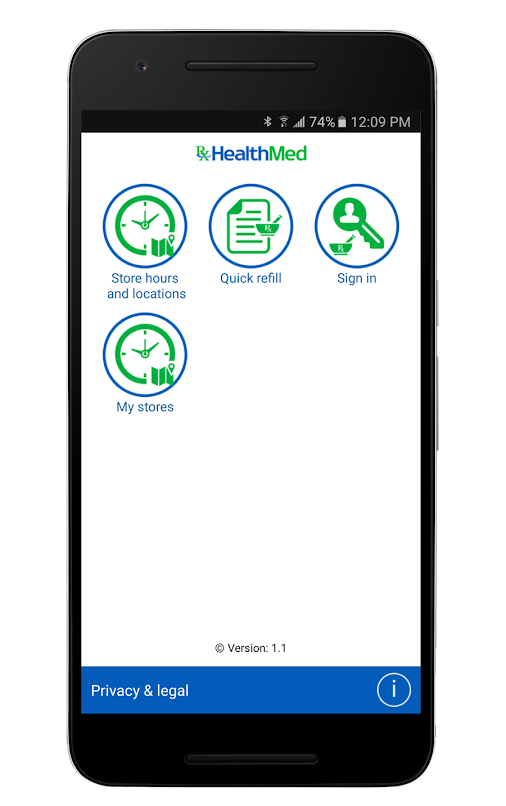 74% 12:09 PM
Rx HealthMed
Store hours
and locations
Quick refill
Sign in
My stores
© Version: 1.1
Privacy & legal
i